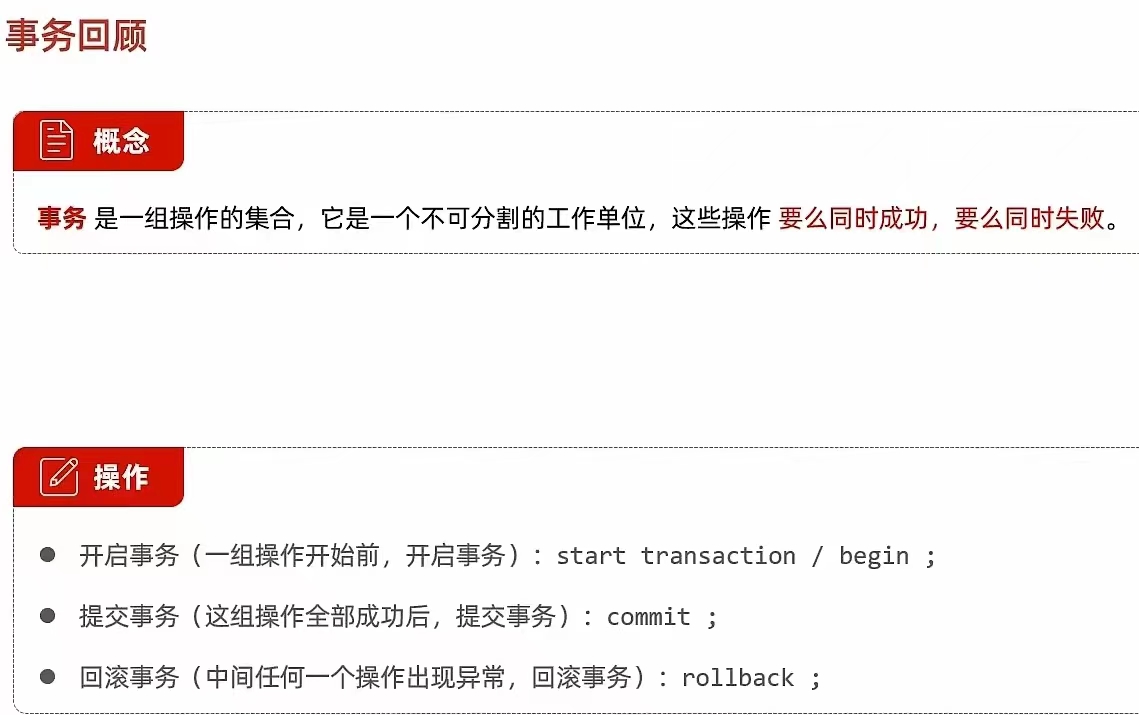 事务回顾
概念
事务 是一组操作的集合，它是一个不可分割的工作单位，这些操作 要么同时成功，要么同时失败。
操作
● 开启事务（一组操作开始前，开启事务）：start transaction / begin ;
● 提交事务（这组操作全部成功后，提交事务）：commit ;
● 回滚事务（中间任何一个操作出现异常，回滚事务）：rollback ;